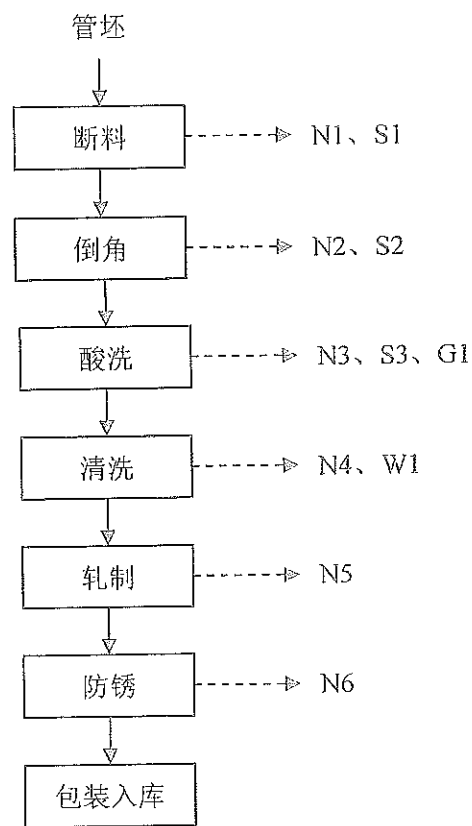 管坯
断料 N1、S1
倒角 N2、S2
酸洗 N3、S3、G1
清洗 N4、W1
轧制 N5
防锈 N6
包装入库